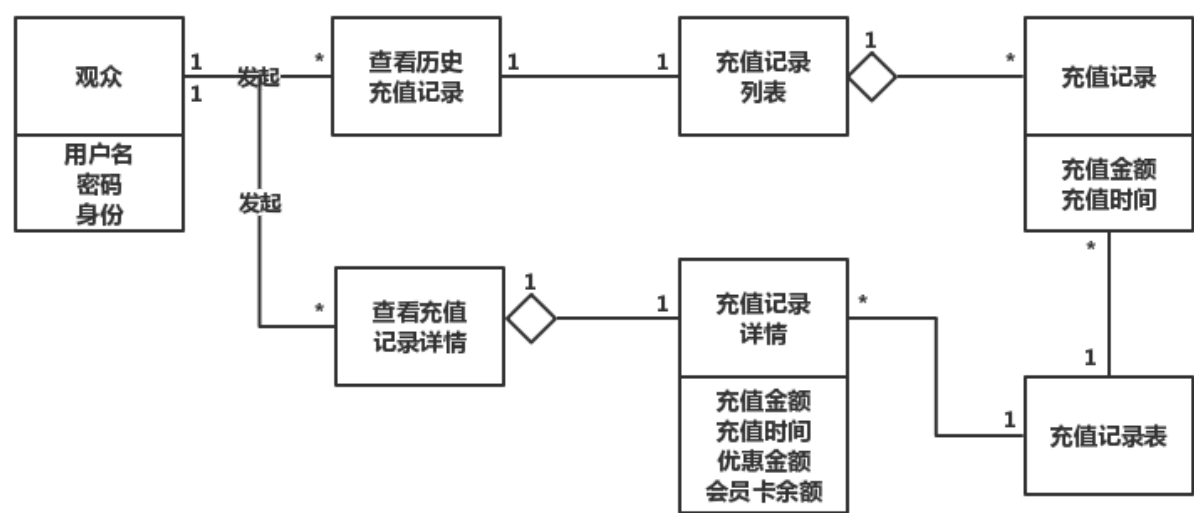 观众
用户名
密码
身份
1
1
发起
*
查看历史
充值记录
1
1
充值记录
列表
1
*
充值记录
充值金额
充值时间
发起
*
查看充值
记录详情
1
1
充值记录
详情
充值金额
充值时间
优惠金额
会员卡余额
*
1
*
1
充值记录表